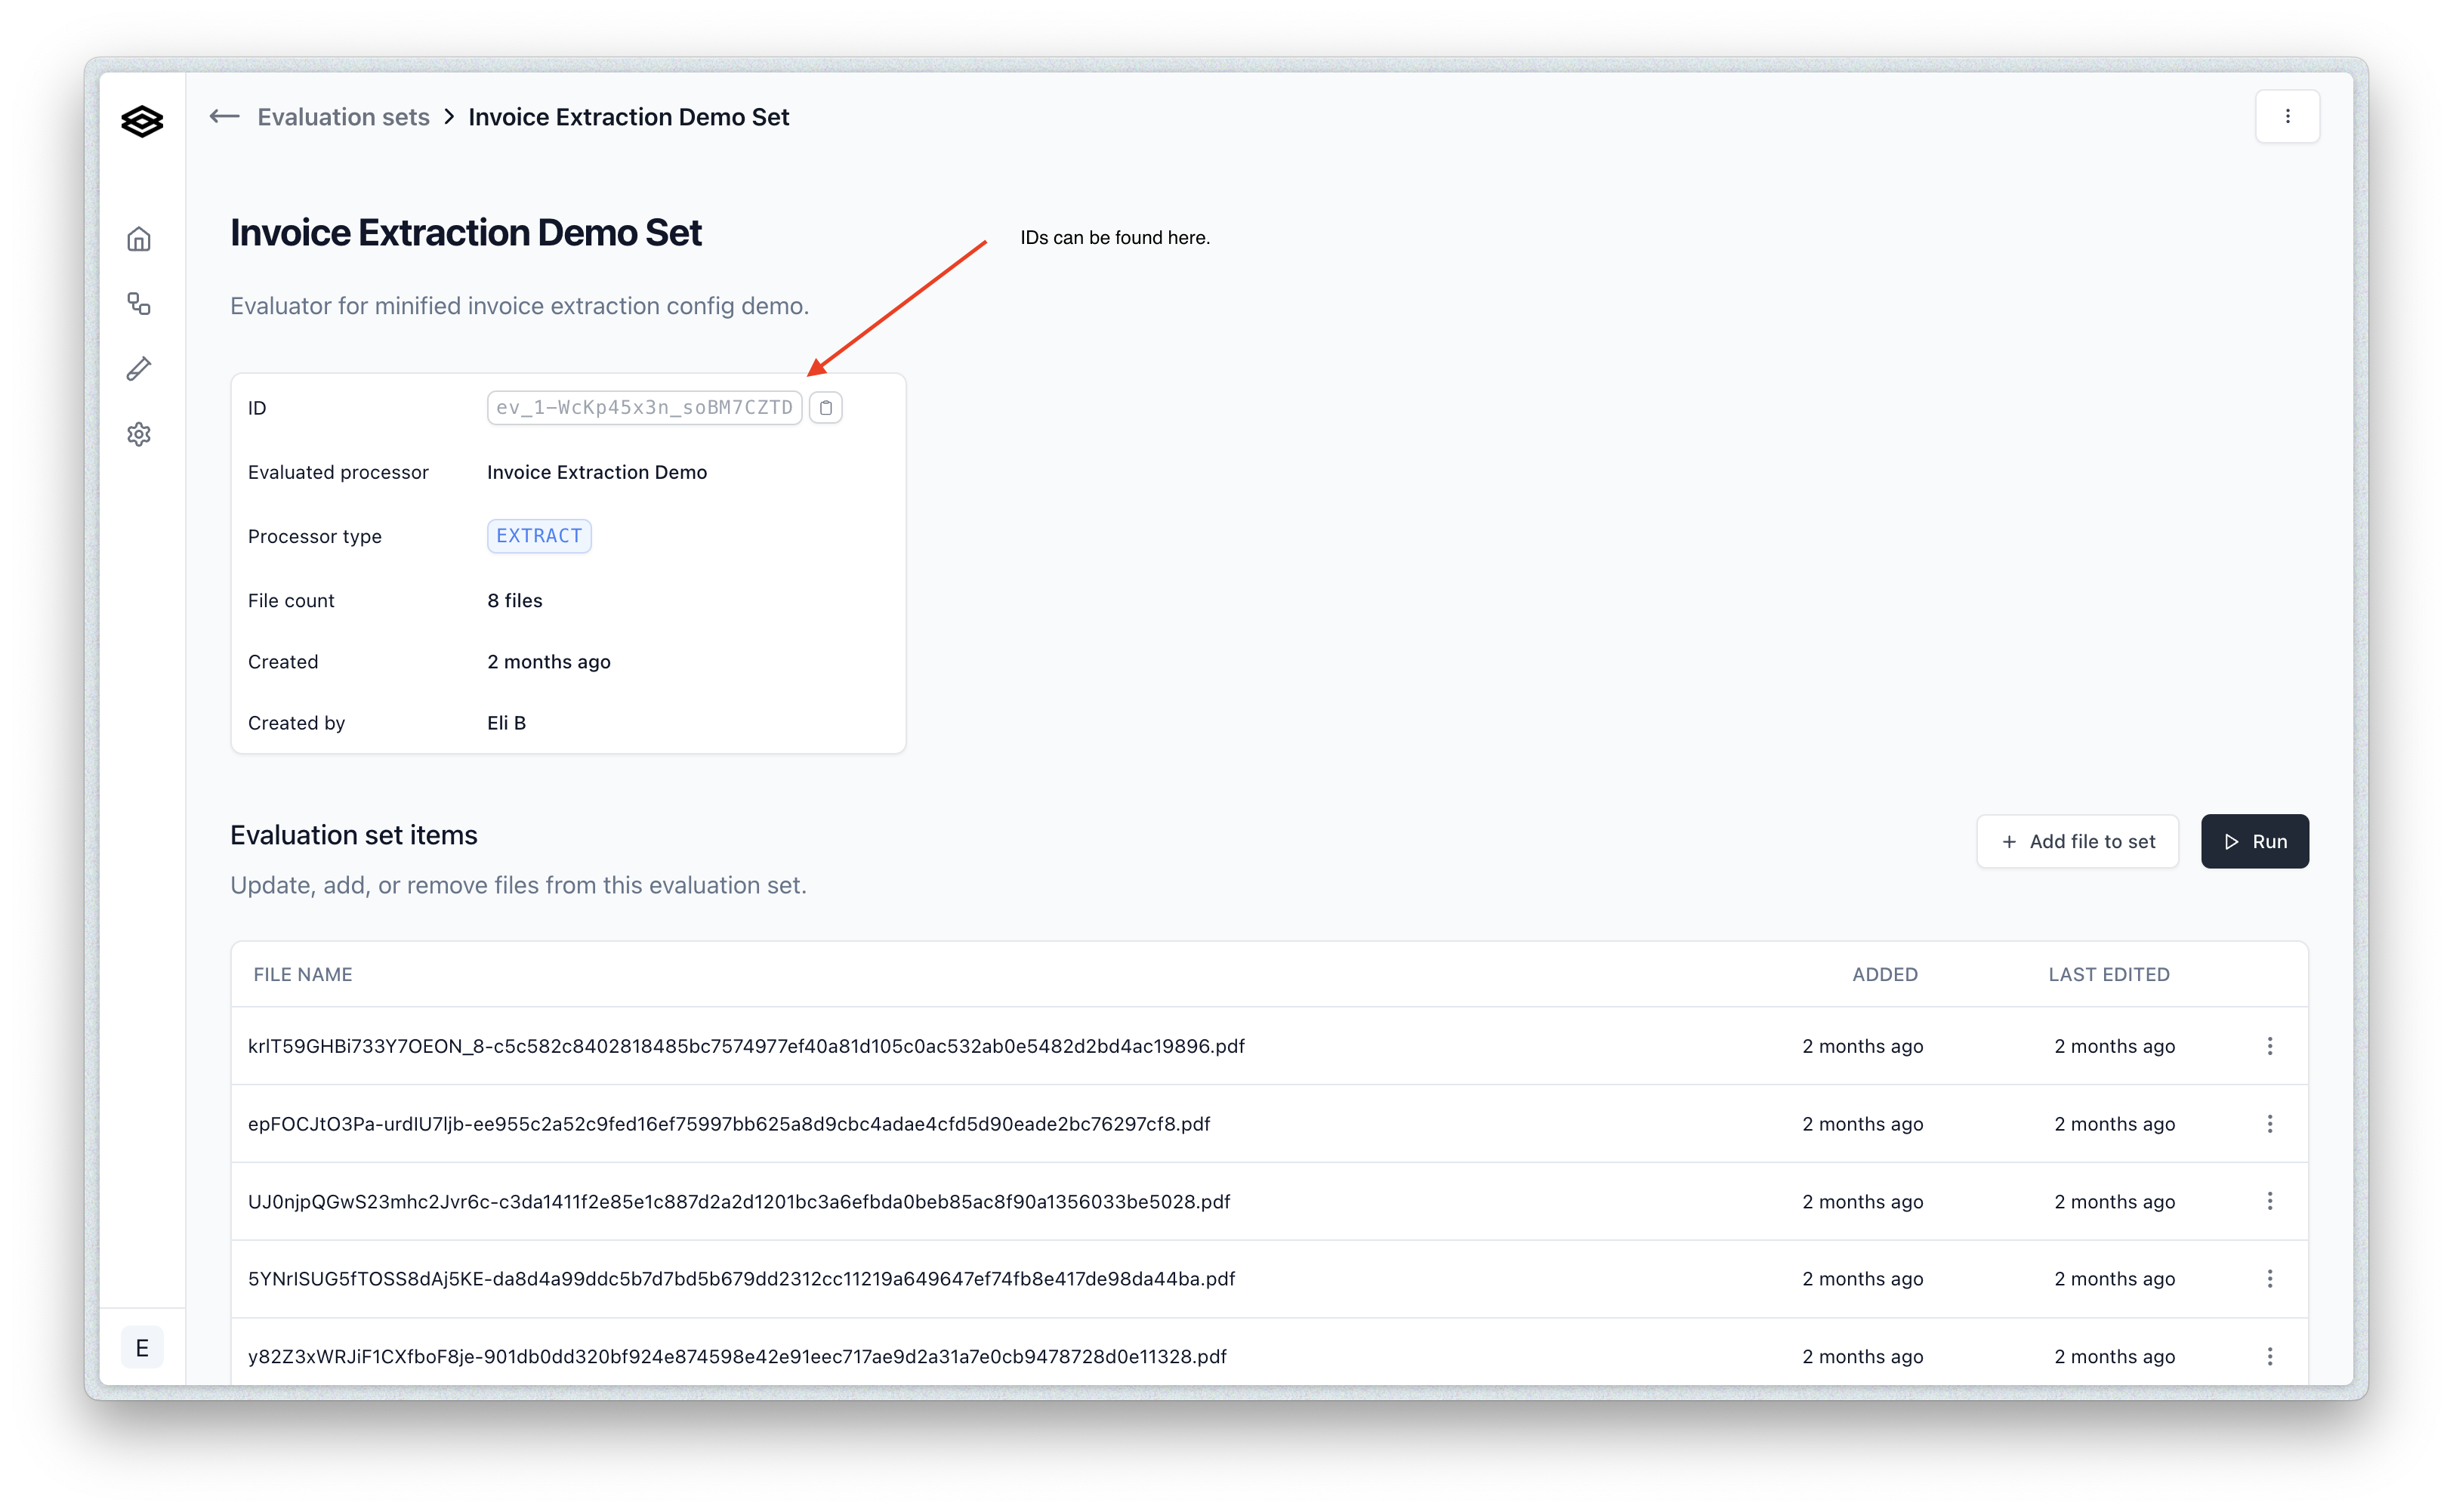 Evaluation sets > Invoice Extraction Demo Set
Invoice Extraction Demo Set
IDs can be found here.
Evaluator for minified invoice extraction config demo.
ID ev_1-WcKp45x3n_soBM7CZTD
Evaluated processor Invoice Extraction Demo
Processor type EXTRACT
File count 8 files
Created 2 months ago
Created by Eli B
Evaluation set items
+ Add file to set Run
Update, add, or remove files from this evaluation set.
FILE NAME ADDED LAST EDITED
krlT59GHBi733Y7OEON_8-c5c582c8402818485bc7574977ef40a81d105c0ac532ab0e5482d2bd4ac19896.pdf 2 months ago 2 months ago
epFOCJtO3Pa-urdIU7ljb-ee955c2a52c9fed16ef75997bb625a8d9cbc4adae4cfd5d90eade2bc76297cf8.pdf 2 months ago 2 months ago
UJ0njpQGwS23mhc2Jvr6c-c3da1411f2e85e1c887d2a2d1201bc3a6efbda0beb85ac8f90a1356033be5028.pdf 2 months ago 2 months ago
5YNrISUG5fTOSS8dAj5KE-da8d4a99ddc5b7d7bd5b679dd2312cc11219a649647ef74fb8e417de98da44ba.pdf 2 months ago 2 months ago
y82Z3xWRJiF1CXfboF8je-901db0dd320bf924e874598e42e91eec717ae9d2a31a7e0cb9478728d0e11328.pdf 2 months ago 2 months ago
E